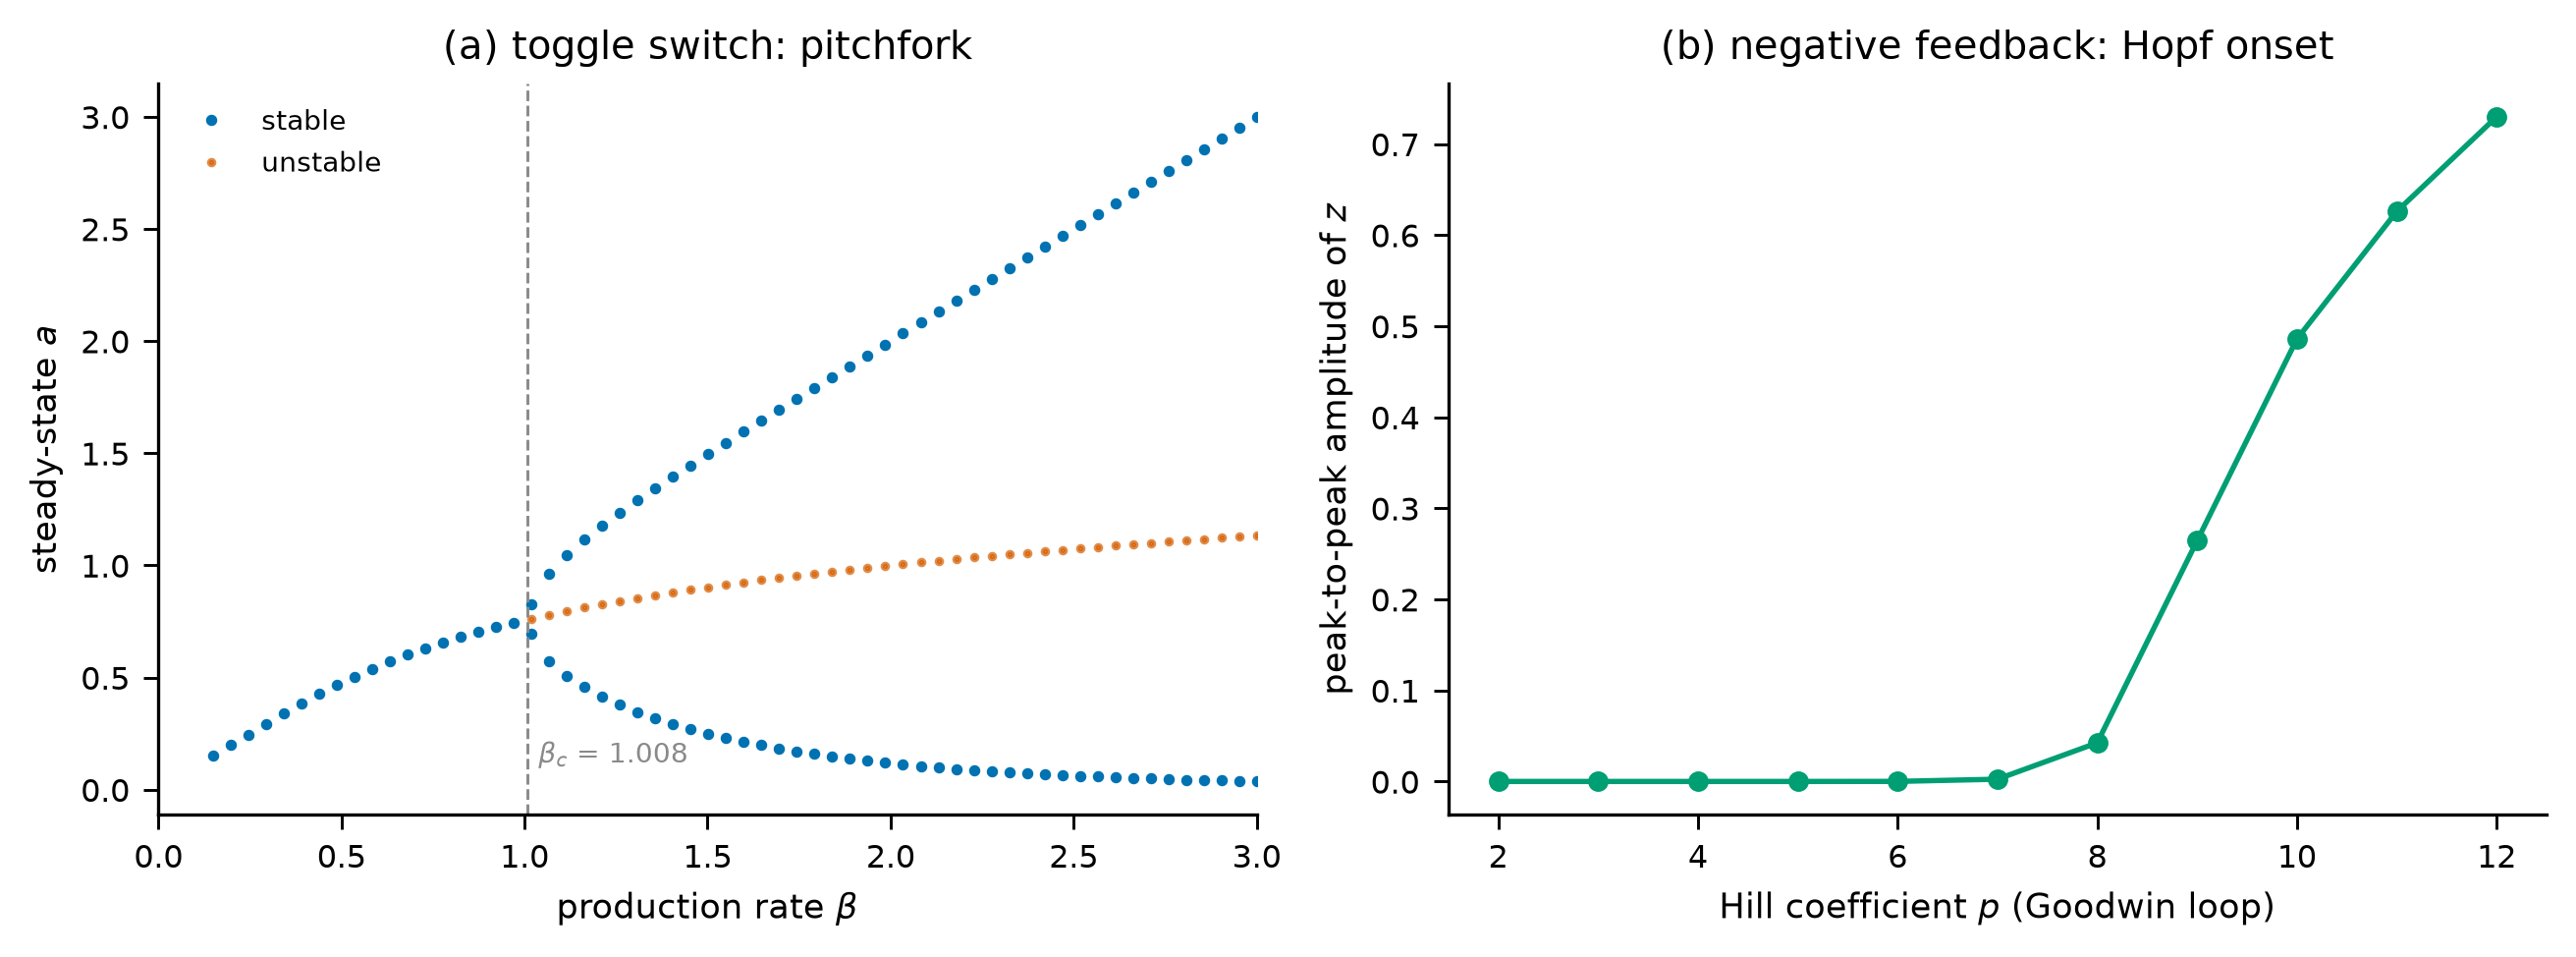 (a) toggle switch: pitchfork
stable
unstable
3.0
2.5
2.0
1.5
1.0
0.5
0.0
steady-state a
β_c = 1.008
0.0 0.5 1.0 1.5 2.0 2.5 3.0
production rate β
(b) negative feedback: Hopf onset
0.7
0.6
0.5
0.4
0.3
0.2
0.1
0.0
peak-to-peak amplitude of z
2 4 6 8 10 12
Hill coefficient p (Goodwin loop)